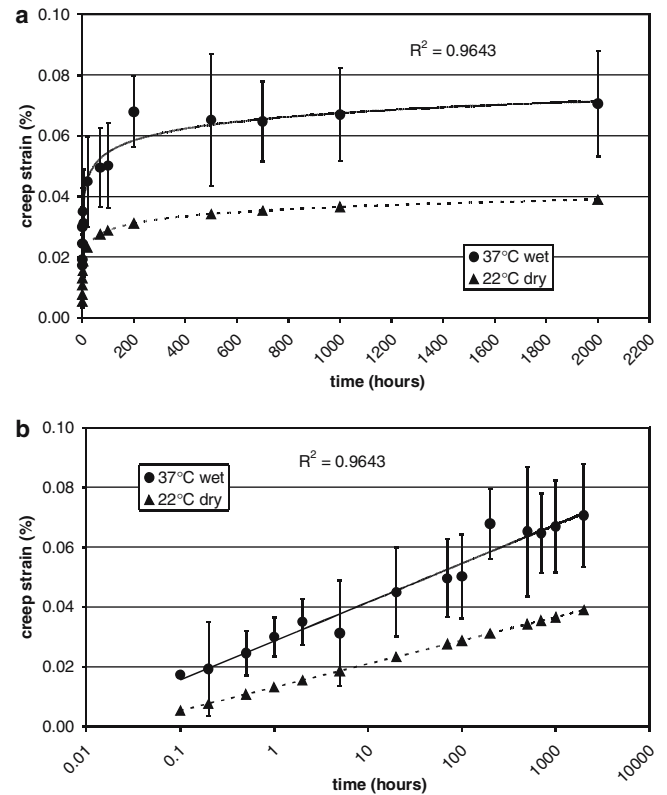 a
0.10
0.08
0.06
0.04
0.02
0.00
creep strain (%)
R² = 0.9643
37°C wet
22°C dry
0 200 400 600 800 1000 1200 1400 1600 1800 2000 2200
time (hours)
b
0.10
0.08
0.06
0.04
0.02
0.00
creep strain (%)
R² = 0.9643
37°C wet
22°C dry
0.01 0.1 1 10 100 1000 10000
time (hours)